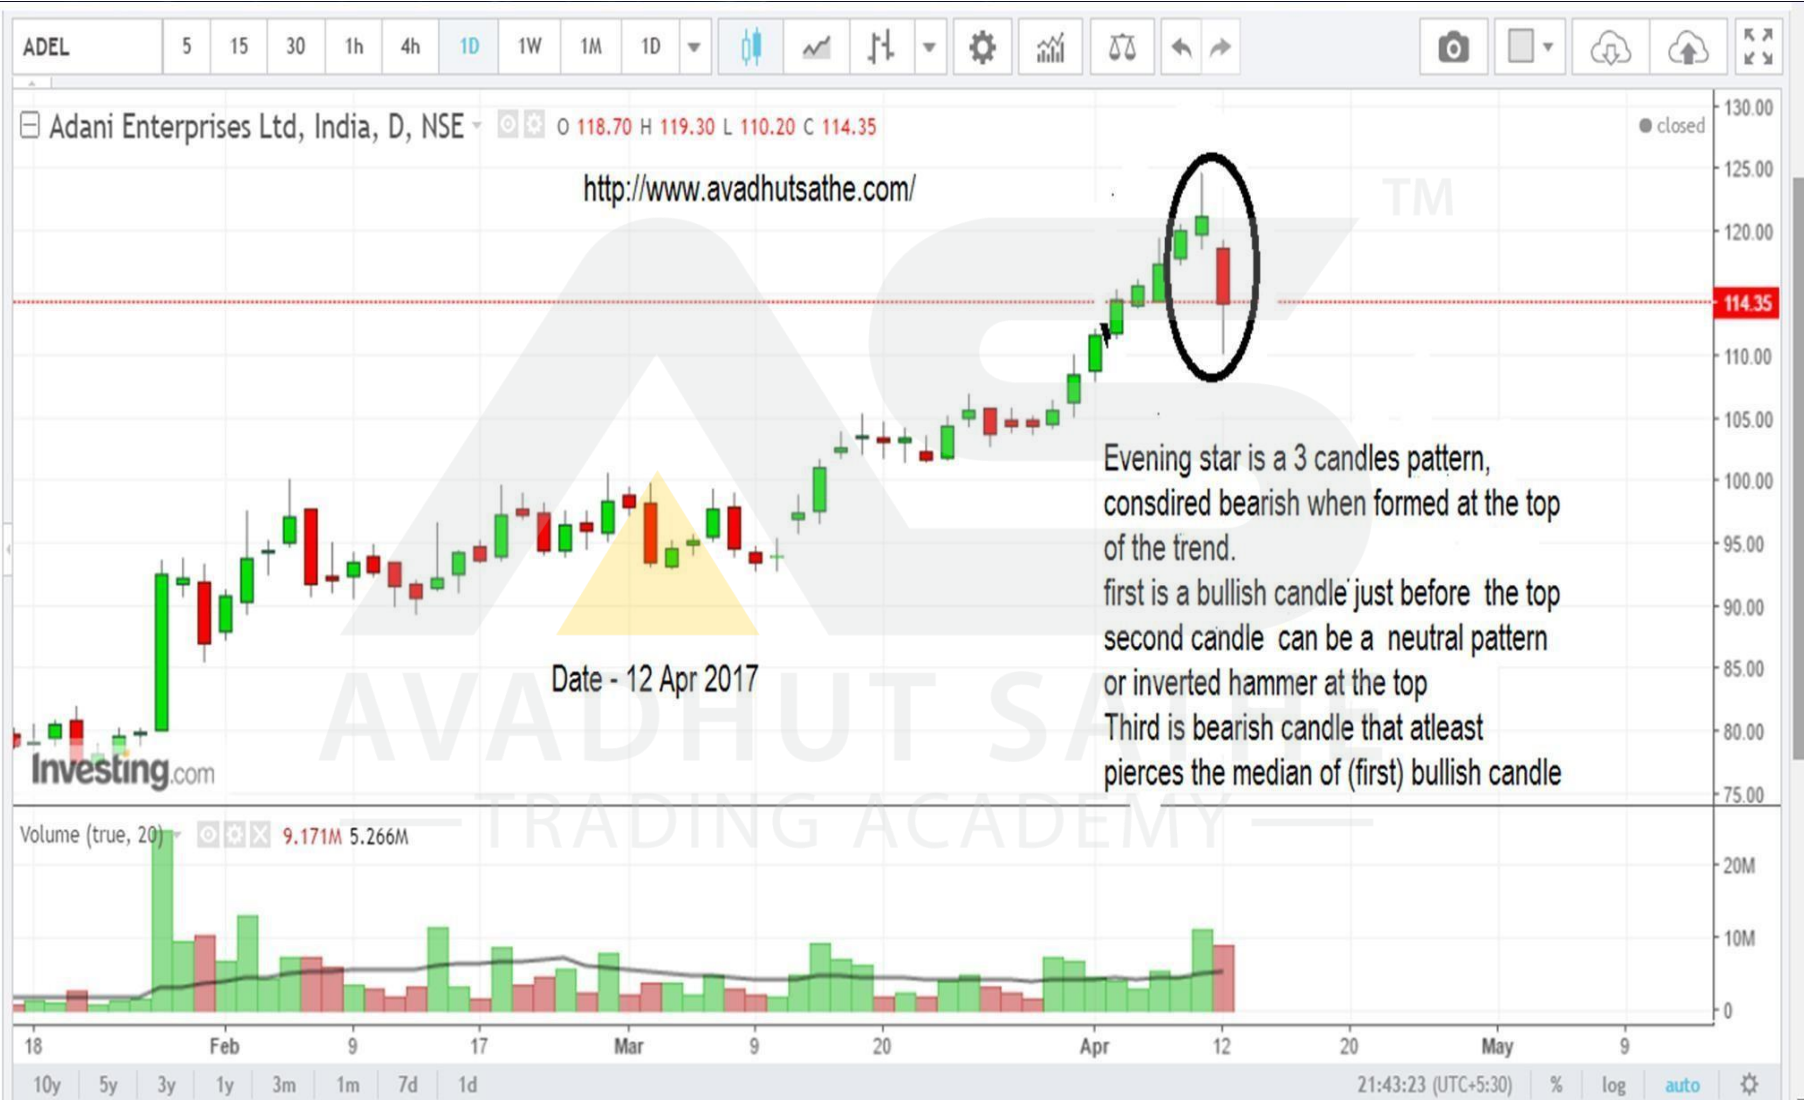 ADEL 5 15 30 1h 4h 1D 1W 1M 1D
Adani Enterprises Ltd, India, D, NSE O 118.70 H 119.30 L 110.20 C 114.35
closed
http://www.avadhutsathe.com/
TM
130.00
125.00
120.00
114.35
110.00
105.00
100.00
95.00
90.00
85.00
80.00
75.00
Evening star is a 3 candles pattern,
consdired bearish when formed at the top
of the trend.
first is a bullish candle just before the top
second candle can be a neutral pattern
or inverted hammer at the top
Third is bearish candle that atleast
pierces the median of (first) bullish candle
Date - 12 Apr 2017
AVADHUT SATHE
TRADING ACADEMY
Investing.com
Volume (true, 20) 9.171M 5.266M
20M
10M
0
18 Feb 9 17 Mar 9 20 Apr 12 20 May 9
10y 5y 3y 1y 3m 1m 7d 1d 21:43:23 (UTC+5:30) % log auto